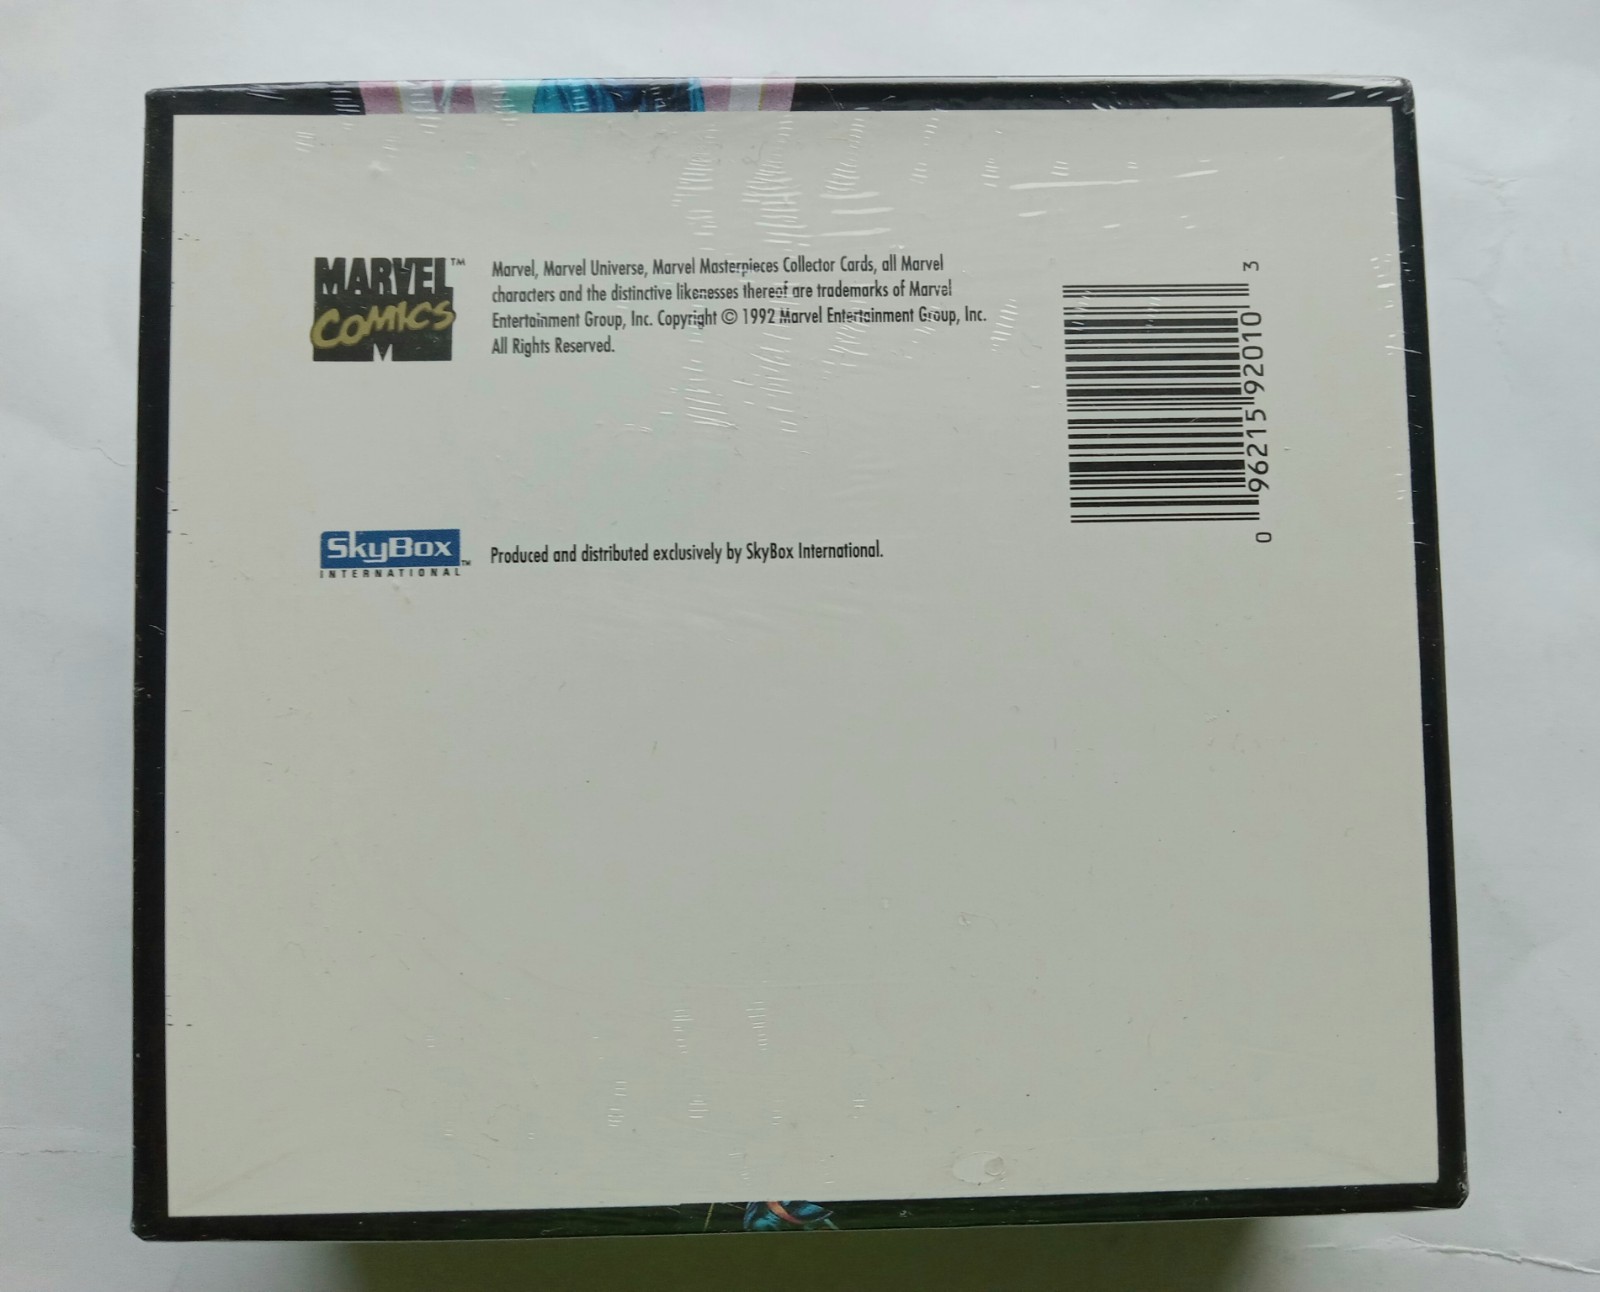 MARVEL™
COMICS
M
Marvel, Marvel Universe, Marvel Masterpieces Collector Cards, all Marvel
characters and the distinctive likenesses thereof are trademarks of Marvel
Entertainment Group, Inc. Copyright © 1992 Marvel Entertainment Group, Inc.
All Rights Reserved.
0 96215 92010 3
SkyBox™
INTERNATIONAL
Produced and distributed exclusively by SkyBox International.